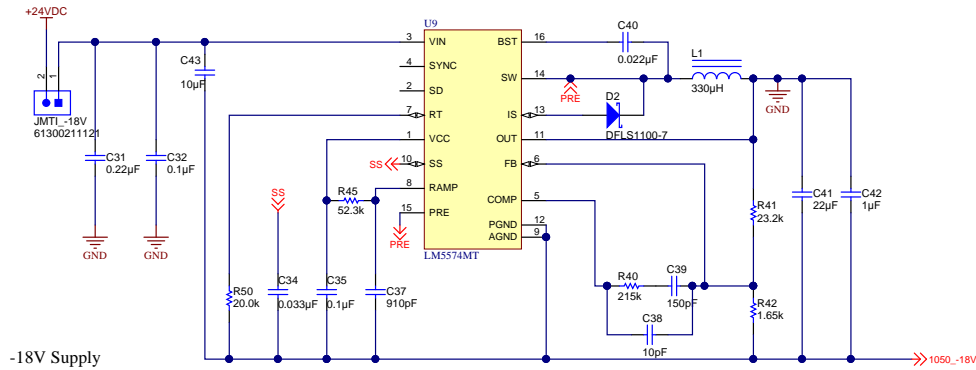 +24VDC
2
1
JMTI_-18V
61300211121
C31
0.22µF
GND
C32
0.1µF
GND
C43
10µF
R50
20.0k
SS
C34
0.033µF
C35
0.1µF
R45
52.3k
C37
910pF
SS
PRE
U9
3 VIN
4 SYNC
2 SD
7 RT
1 VCC
10 SS
8 RAMP
15 PRE
BST 16
SW 14
IS 13
OUT 11
FB 6
COMP 5
PGND 12
AGND 9
LM5574MT
C40
0.022µF
PRE
D2
DFLS1100-7
L1
330µH
GND
R40
215k
C39
150pF
C38
10pF
R41
23.2k
R42
1.65k
C41
22µF
C42
1µF
-18V Supply
1050_-18V